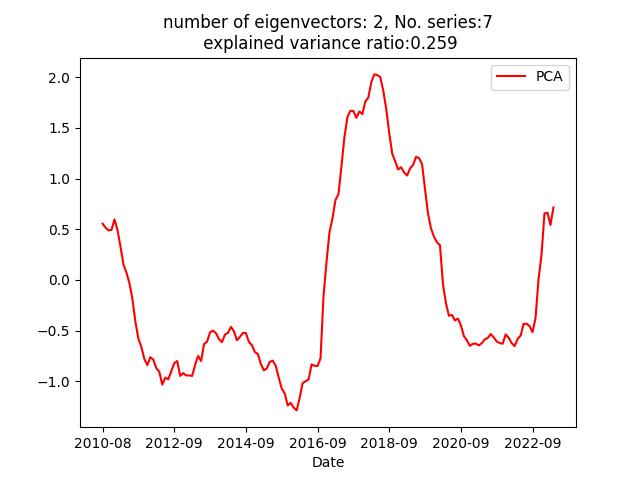 number of eigenvectors: 2, No. series:7
explained variance ratio:0.259
PCA
2.0
1.5
1.0
0.5
0.0
−0.5
−1.0
2010-08 2012-09 2014-09 2016-09 2018-09 2020-09 2022-09
Date